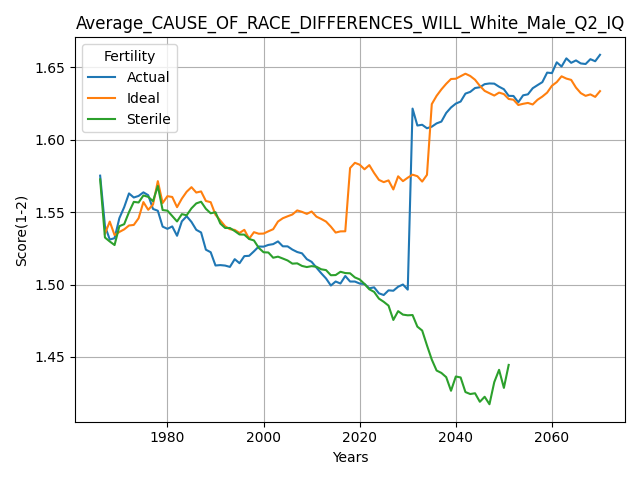 Average_CAUSE_OF_RACE_DIFFERENCES_WILL_White_Male_Q2_IQ
Fertility
Actual
Ideal
Sterile
Score(1-2)
1.65
1.60
1.55
1.50
1.45
1980
2000
2020
2040
2060
Years